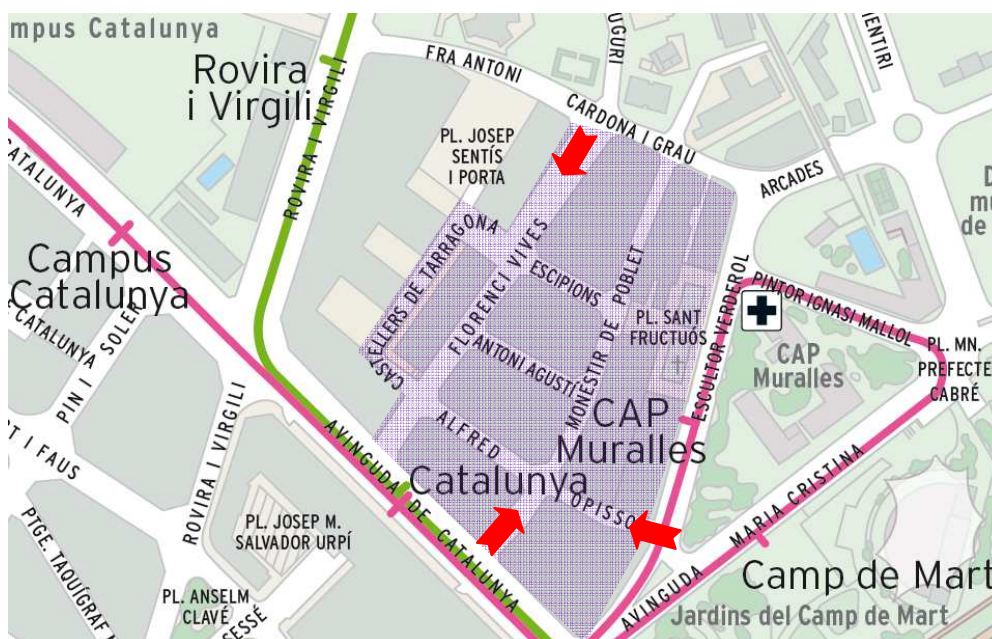 mpus Catalunya
Rovira
i Virgili
ROVIRA I VIRGILI
FRA ANTONI
CARDONA I GRAU
UGURI
MENTIRI
ARCADES
PL. JOSEP
SENTÍS
I PORTA
CATALUNYA
Campus
Catalunya
CATALUNYA
PIN I SOLER
CASTELLERS DE TARRAGONA
FLORENCI VIVES
ESCIPIONS
MONESTIR DE POBLET
ANTONI AGUSTÍ
ALFRED
OPISSO
PL. SANT
FRUCTUÓS
ESCULTOR VERDEROL
PINTOR IGNASI MALLOL
CAP
Muralles
PL. MN.
PREFECTE
CABRÉ
CAP
Muralles
Catalunya
AVINGUDA DE CATALUNYA
ROVIRA I VIRGILI
T I FAUS
PTGE. TAQUÍGRAF
PL. JOSEP M.
SALVADOR URPÍ
PL. ANSELM
CLAVÉ
SESSÉ
AVINGUDA MARIA CRISTINA
Camp de Mart
Jardins del Camp de Mart
D
mu
de